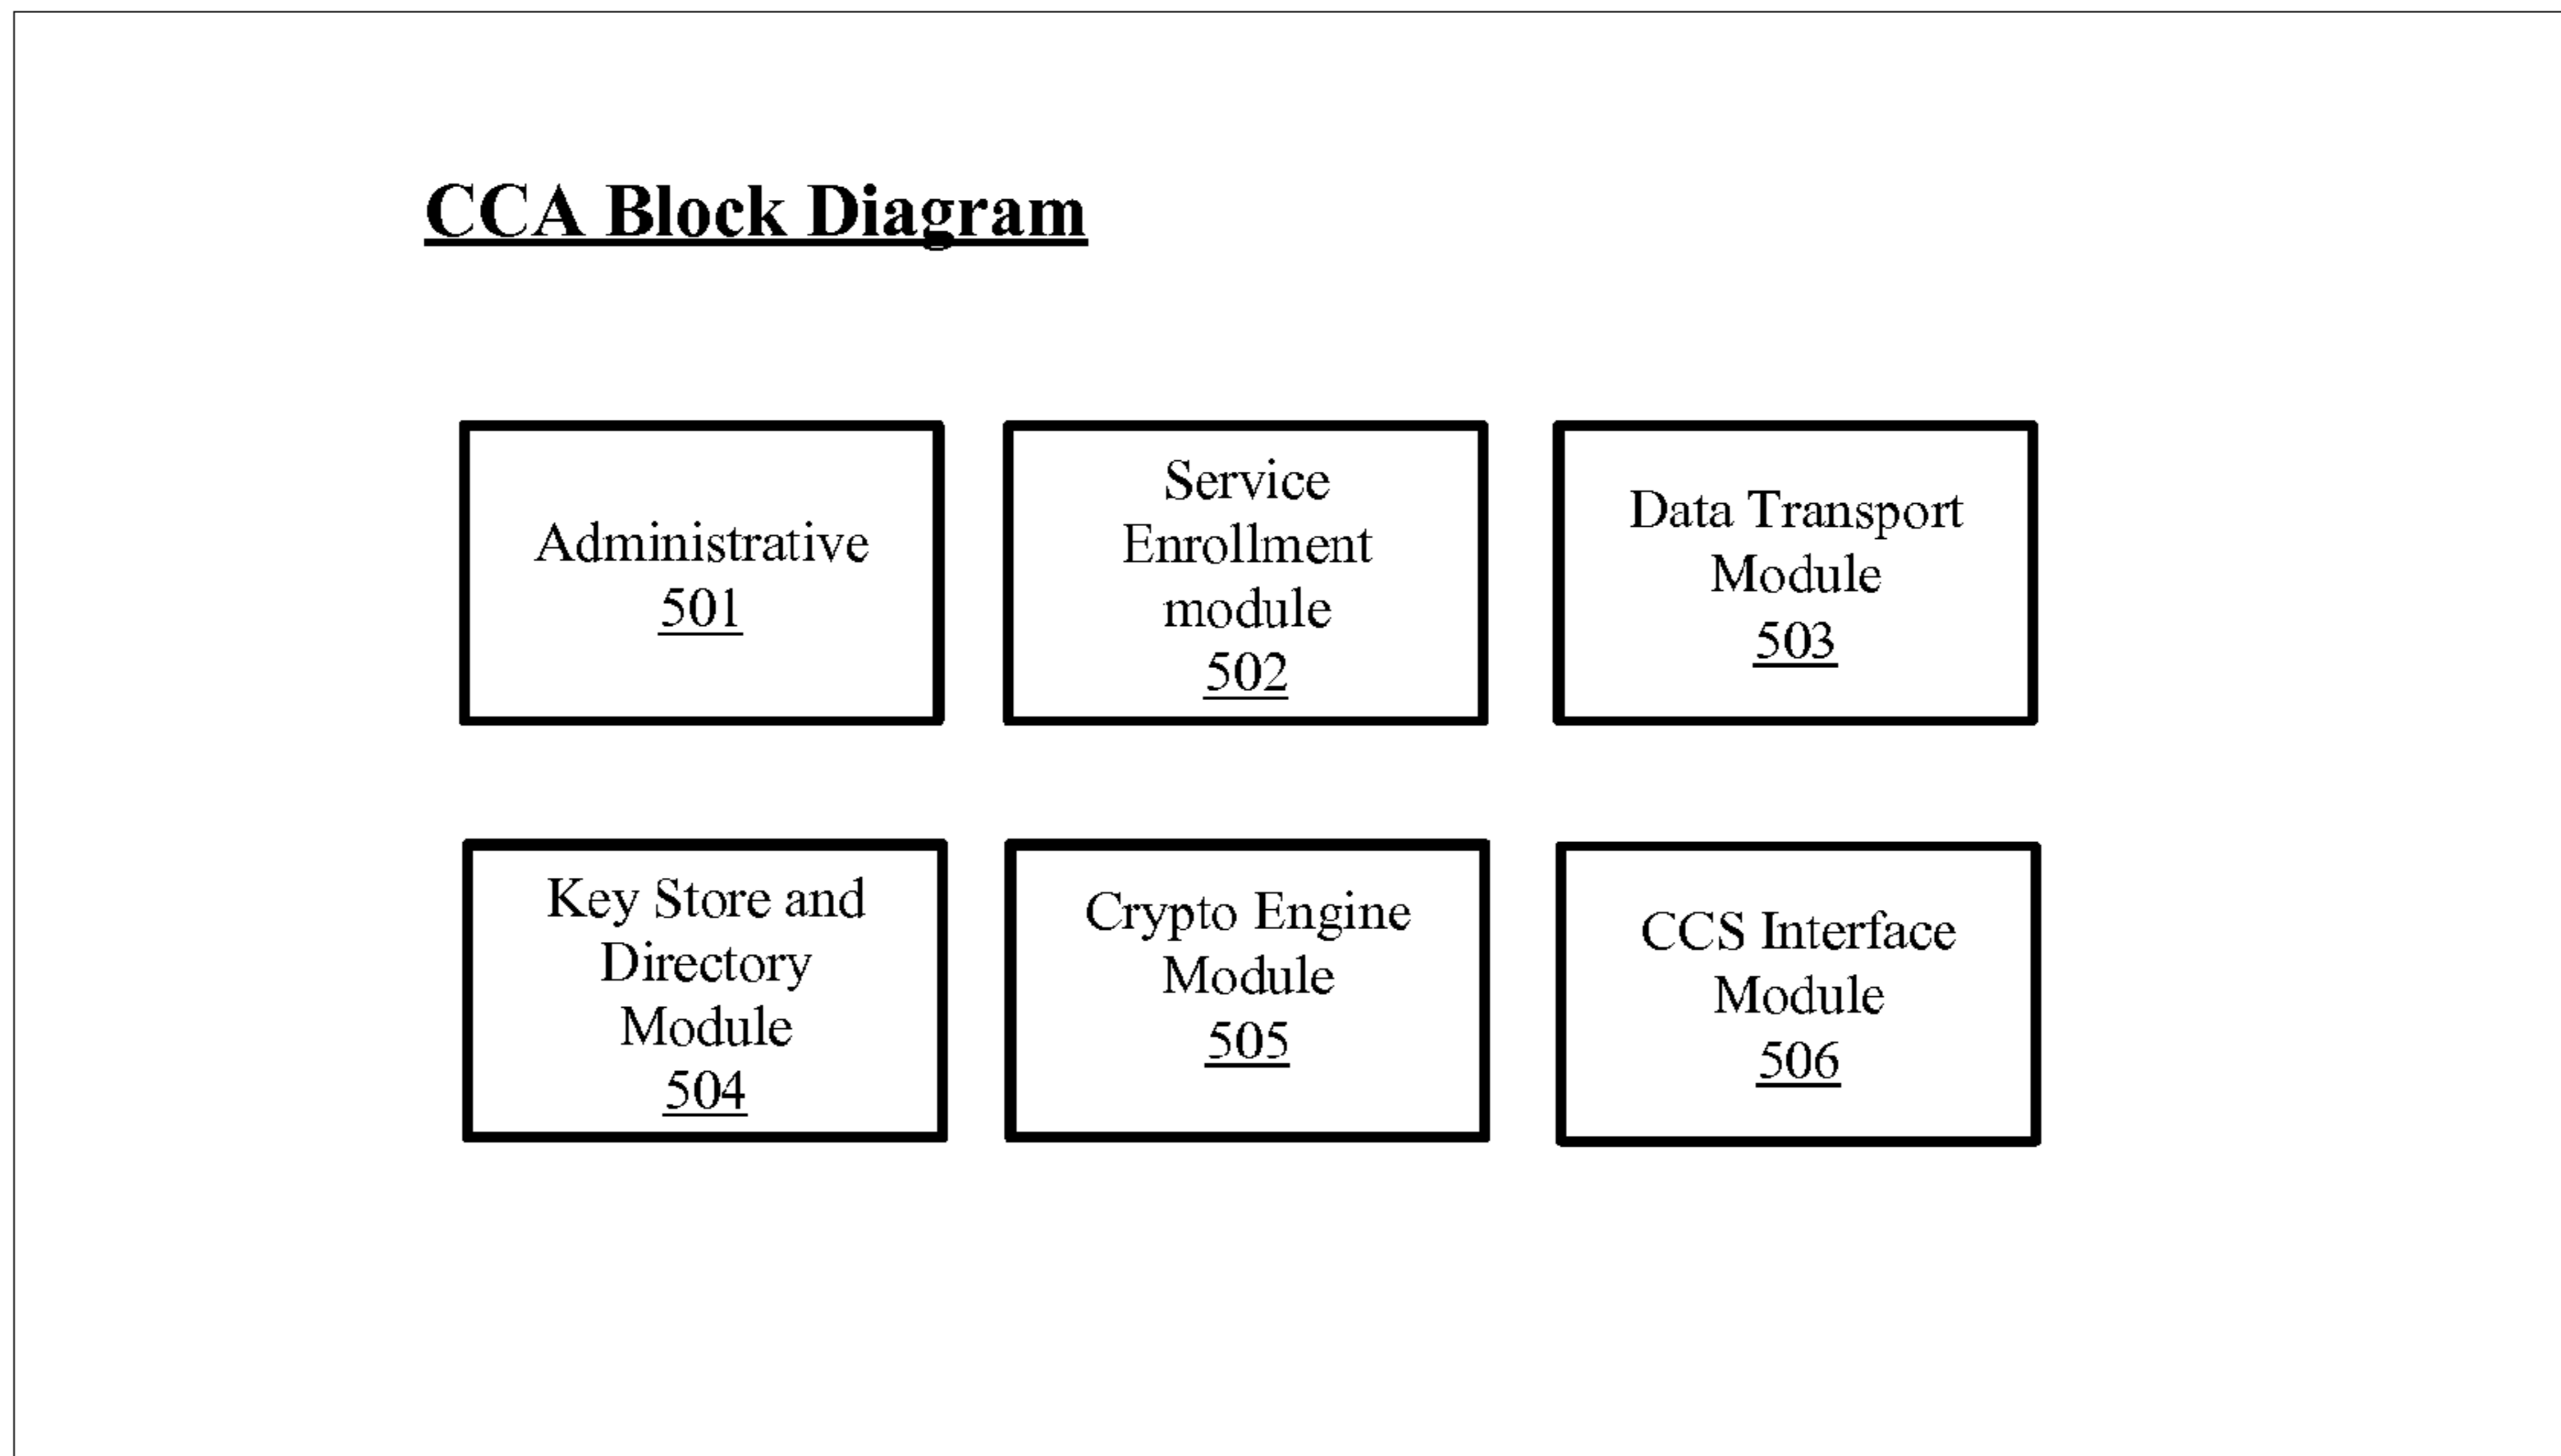 CCA Block Diagram
Administrative
501
Service
Enrollment
module
502
Data Transport
Module
503
Key Store and
Directory
Module
504
Crypto Engine
Module
505
CCS Interface
Module
506